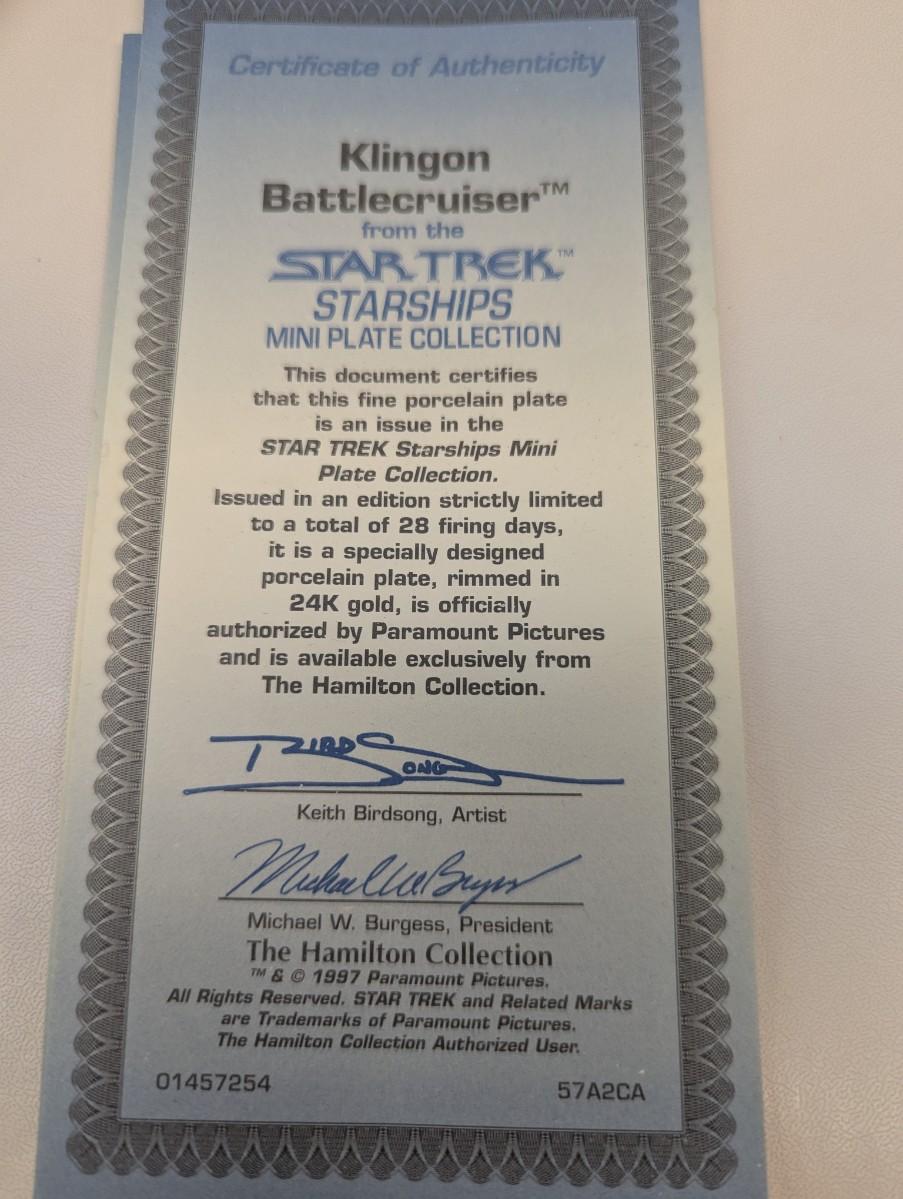 Certificate of Authenticity
Klingon
Battlecruiser™
from the
STAR TREK™
STARSHIPS
MINI PLATE COLLECTION
This document certifies
that this fine porcelain plate
is an issue in the
STAR TREK Starships Mini
Plate Collection.
Issued in an edition strictly limited
to a total of 28 firing days,
it is a specially designed
porcelain plate, rimmed in
24K gold, is officially
authorized by Paramount Pictures
and is available exclusively from
The Hamilton Collection.
BIRDSONG
Keith Birdsong, Artist
Michael W. Burgess
Michael W. Burgess, President
The Hamilton Collection
™ & © 1997 Paramount Pictures.
All Rights Reserved. STAR TREK and Related Marks
are Trademarks of Paramount Pictures.
The Hamilton Collection Authorized User.
01457254
57A2CA